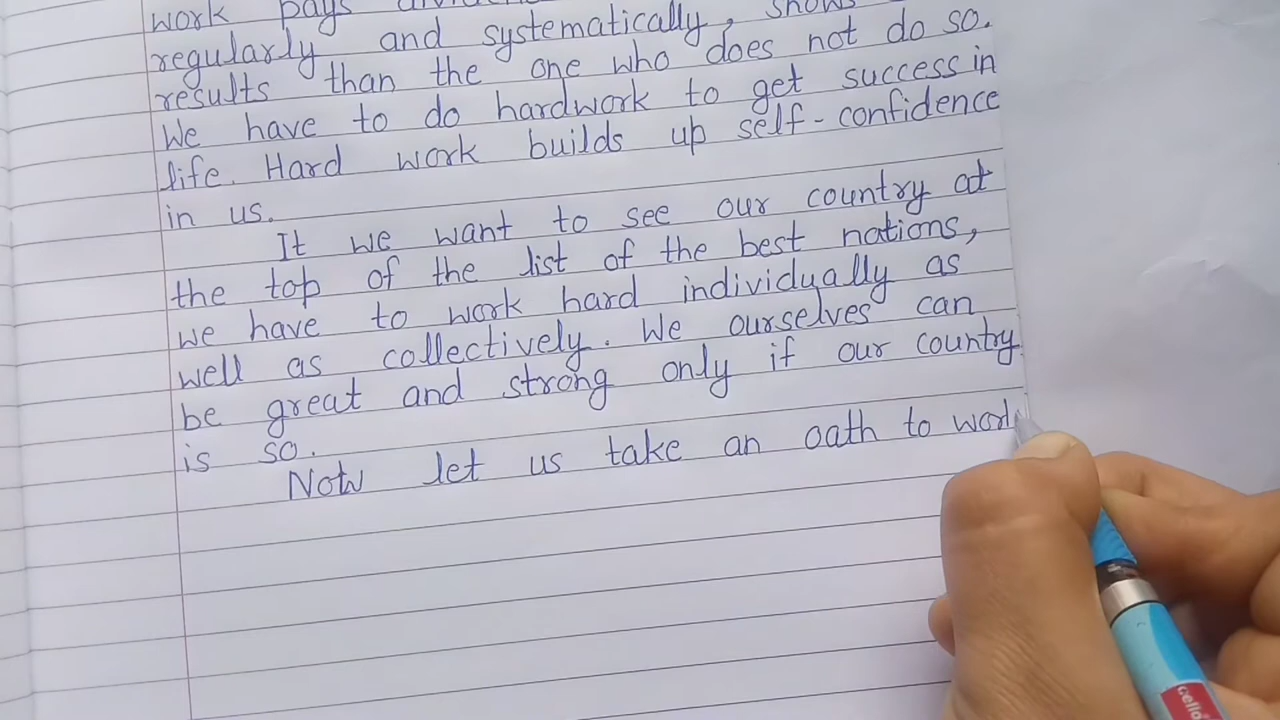 work pays
regularly and systematically, shows
results than the one who does not do so.
We have to do hardwork to get success in
life. Hard work builds up self-confidence
in us.
It we want to see our country at
the top of the list of the best nations,
we have to work hard individually as
well as collectively. We ourselves can
be great and strong only if our country
is so.
Now let us take an oath to work
cello